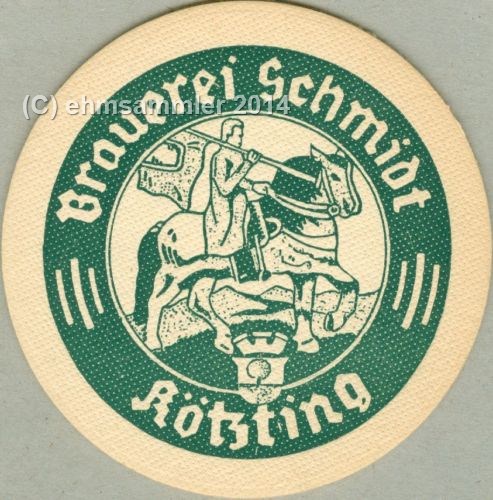 Brauerei Schmidt
(C) ehmsammler 2014
Kötzting